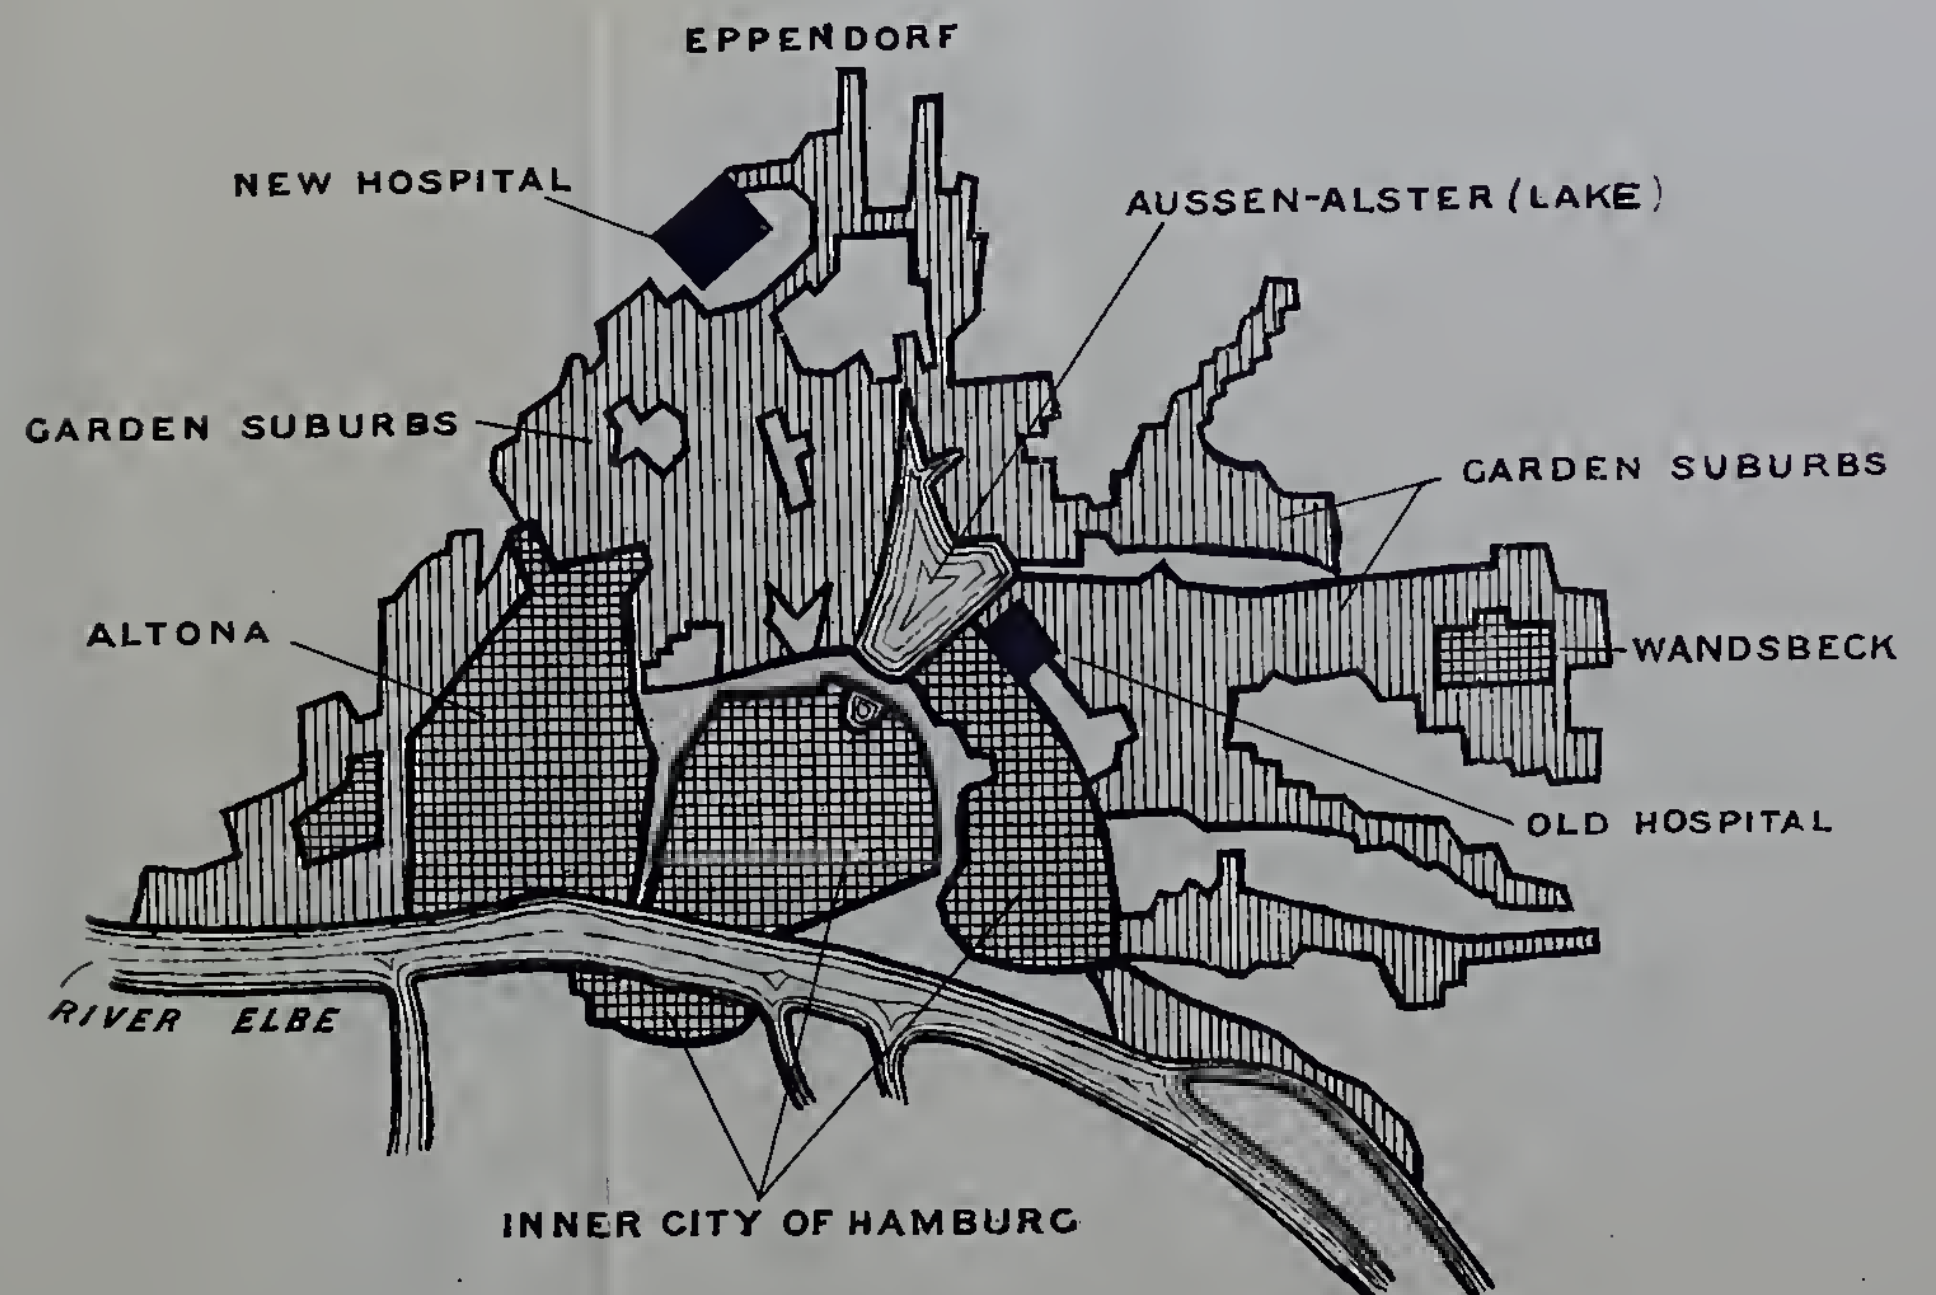 EPPENDORF
NEW HOSPITAL
AUSSEN-ALSTER (LAKE)
GARDEN SUBURBS
GARDEN SUBURBS
ALTONA
WANDSBECK
OLD HOSPITAL
RIVER ELBE
INNER CITY OF HAMBURG